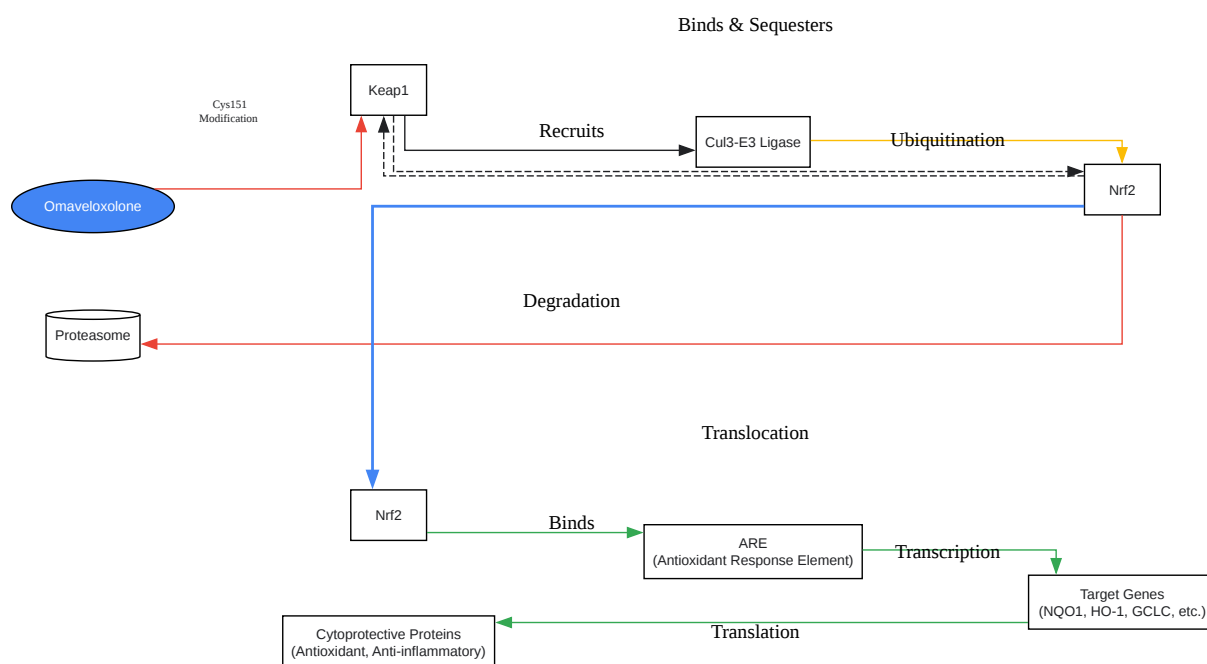 Binds & Sequesters
Keap1
Cys151
Modification
Recruits
Cul3-E3 Ligase
Ubiquitination
Nrf2
Omaveloxolone
Degradation
Proteasome
Translocation
Nrf2
Binds
ARE
(Antioxidant Response Element)
Transcription
Target Genes
(NQO1, HO-1, GCLC, etc.)
Translation
Cytoprotective Proteins
(Antioxidant, Anti-inflammatory)